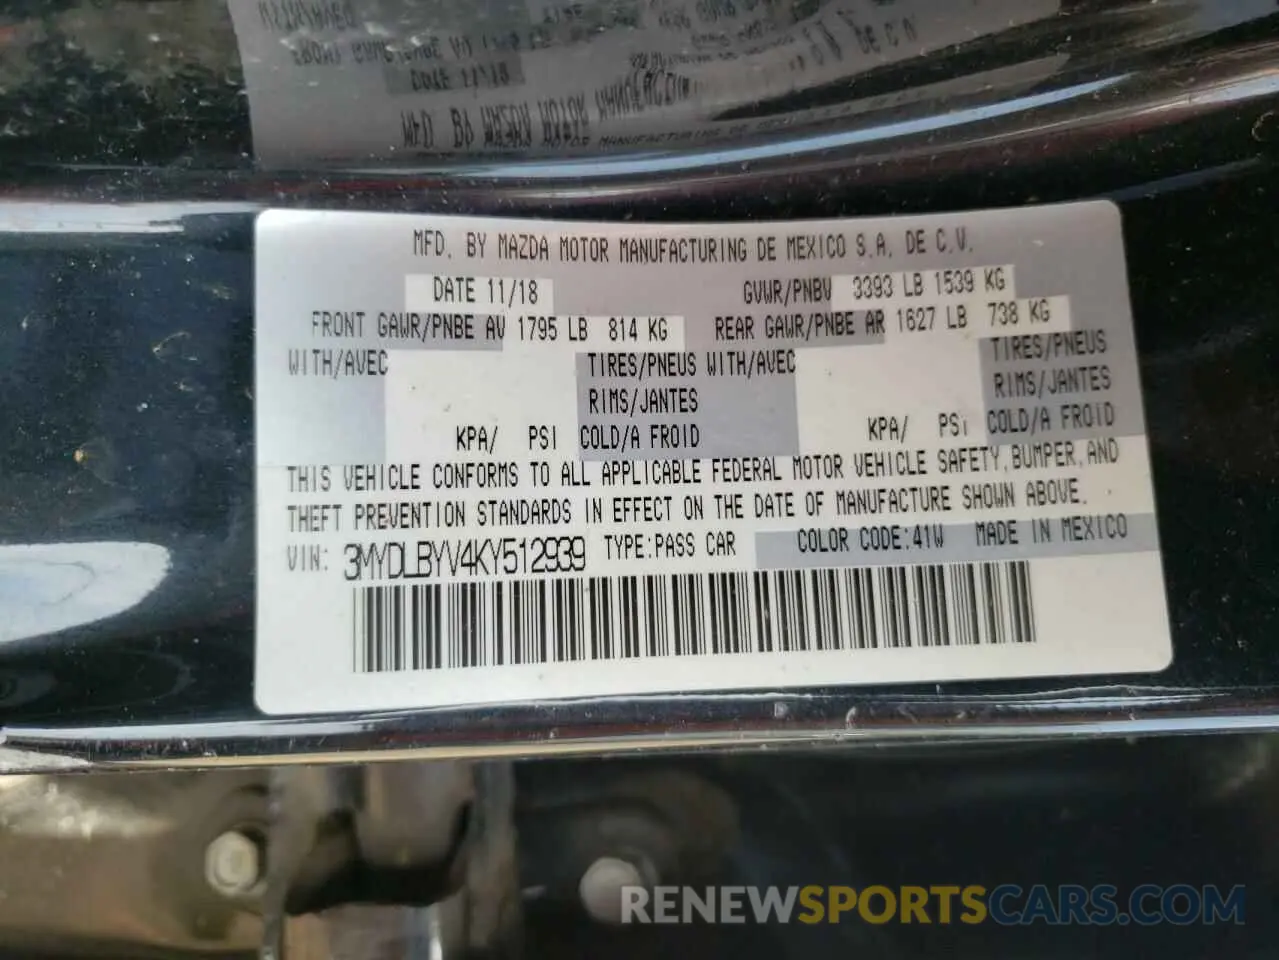 MFD. BY MAZDA MOTOR MANUFACTURING DE MEXICO S.A. DE C.V.
DATE 11/18 GVWR/PNBV 3393 LB 1539 KG
FRONT GAWR/PNBE AV 1795 LB 814 KG REAR GAWR/PNBE AR 1627 LB 738 KG
WITH/AVEC TIRES/PNEUS WITH/AVEC TIRES/PNEUS
RIMS/JANTES RIMS/JANTES
KPA/ PSI COLD/A FROID KPA/ PSI COLD/A FROID
THIS VEHICLE CONFORMS TO ALL APPLICABLE FEDERAL MOTOR VEHICLE SAFETY, BUMPER, AND
THEFT PREVENTION STANDARDS IN EFFECT ON THE DATE OF MANUFACTURE SHOWN ABOVE.
VIN: 3MYDLBYV4KY512939 TYPE:PASS CAR COLOR CODE:41W MADE IN MEXICO
RENEWSPORTSCARS.COM